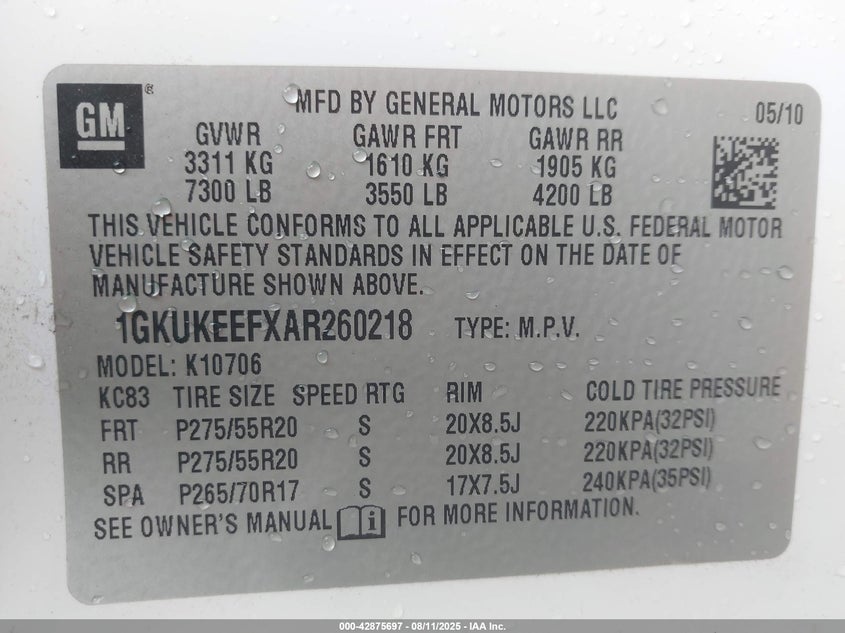 GM ®
MFD BY GENERAL MOTORS LLC
05/10
GVWR GAWR FRT GAWR RR
3311 KG 1610 KG 1905 KG
7300 LB 3550 LB 4200 LB
THIS VEHICLE CONFORMS TO ALL APPLICABLE U.S. FEDERAL MOTOR
VEHICLE SAFETY STANDARDS IN EFFECT ON THE DATE OF
MANUFACTURE SHOWN ABOVE.
1GKUKEEFXAR260218 TYPE: M.P.V.
MODEL: K10706
KC83 TIRE SIZE SPEED RTG RIM COLD TIRE PRESSURE
FRT P275/55R20 S 20X8.5J 220KPA(32PSI)
RR P275/55R20 S 20X8.5J 220KPA(32PSI)
SPA P265/70R17 S 17X7.5J 240KPA(35PSI)
SEE OWNER'S MANUAL i FOR MORE INFORMATION.
000-42875697 - 08/11/2025 - IAA Inc.